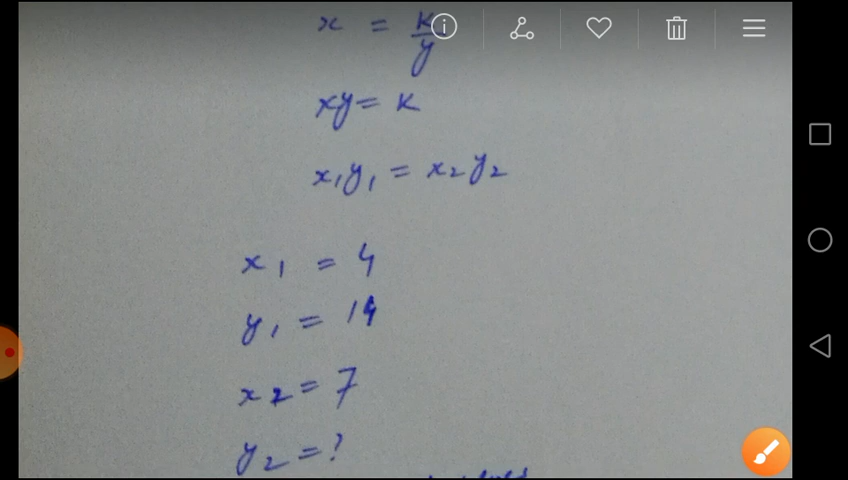 x = K/y
xy = K
x₁y₁ = x₂y₂
x₁ = 4
y₁ = 14
x₂ = 7
y₂ = ?